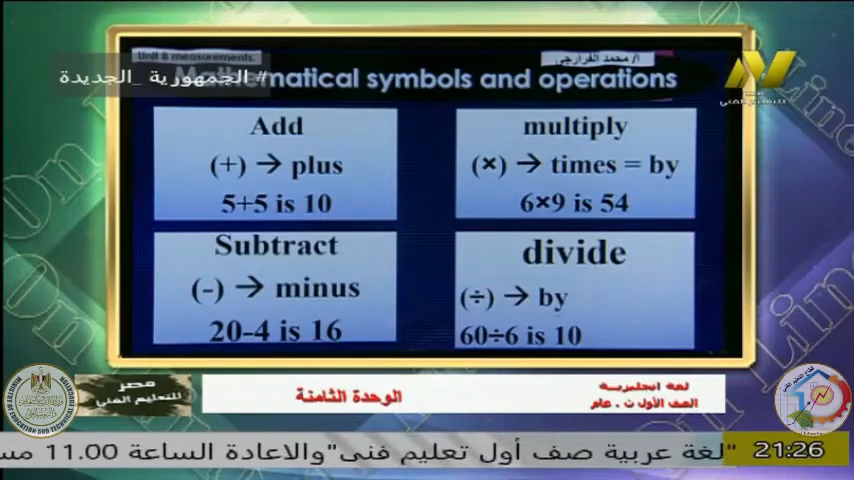 Unit 8 measurements.
ا/ محمد الفرارجي
#الجمهورية_الجديدة
Mathematical symbols and operations
Add
(+) → plus
5+5 is 10
multiply
(×) → times = by
6×9 is 54
Subtract
(-) → minus
20-4 is 16
divide
(÷) → by
60÷6 is 10
On Line
مصر
للتعليم الفني
الوحدة الثامنة
لغة انجليزية
الصف الأول ث . عام
"لغة عربية صف أول تعليم فنى"والاعادة الساعة 11.00 مس
21:26